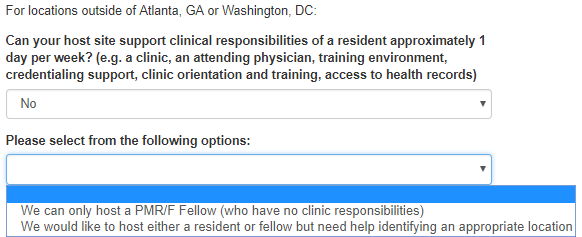 For locations outside of Atlanta, GA or Washington, DC:
Can your host site support clinical responsibilities of a resident approximately 1
day per week? (e.g. a clinic, an attending physician, training environment,
credentialing support, clinic orientation and training, access to health records)
No
Please select from the following options:
We can only host a PMR/F Fellow (who have no clinic responsibilities)
We would like to host either a resident or fellow but need help identifying an appropriate location